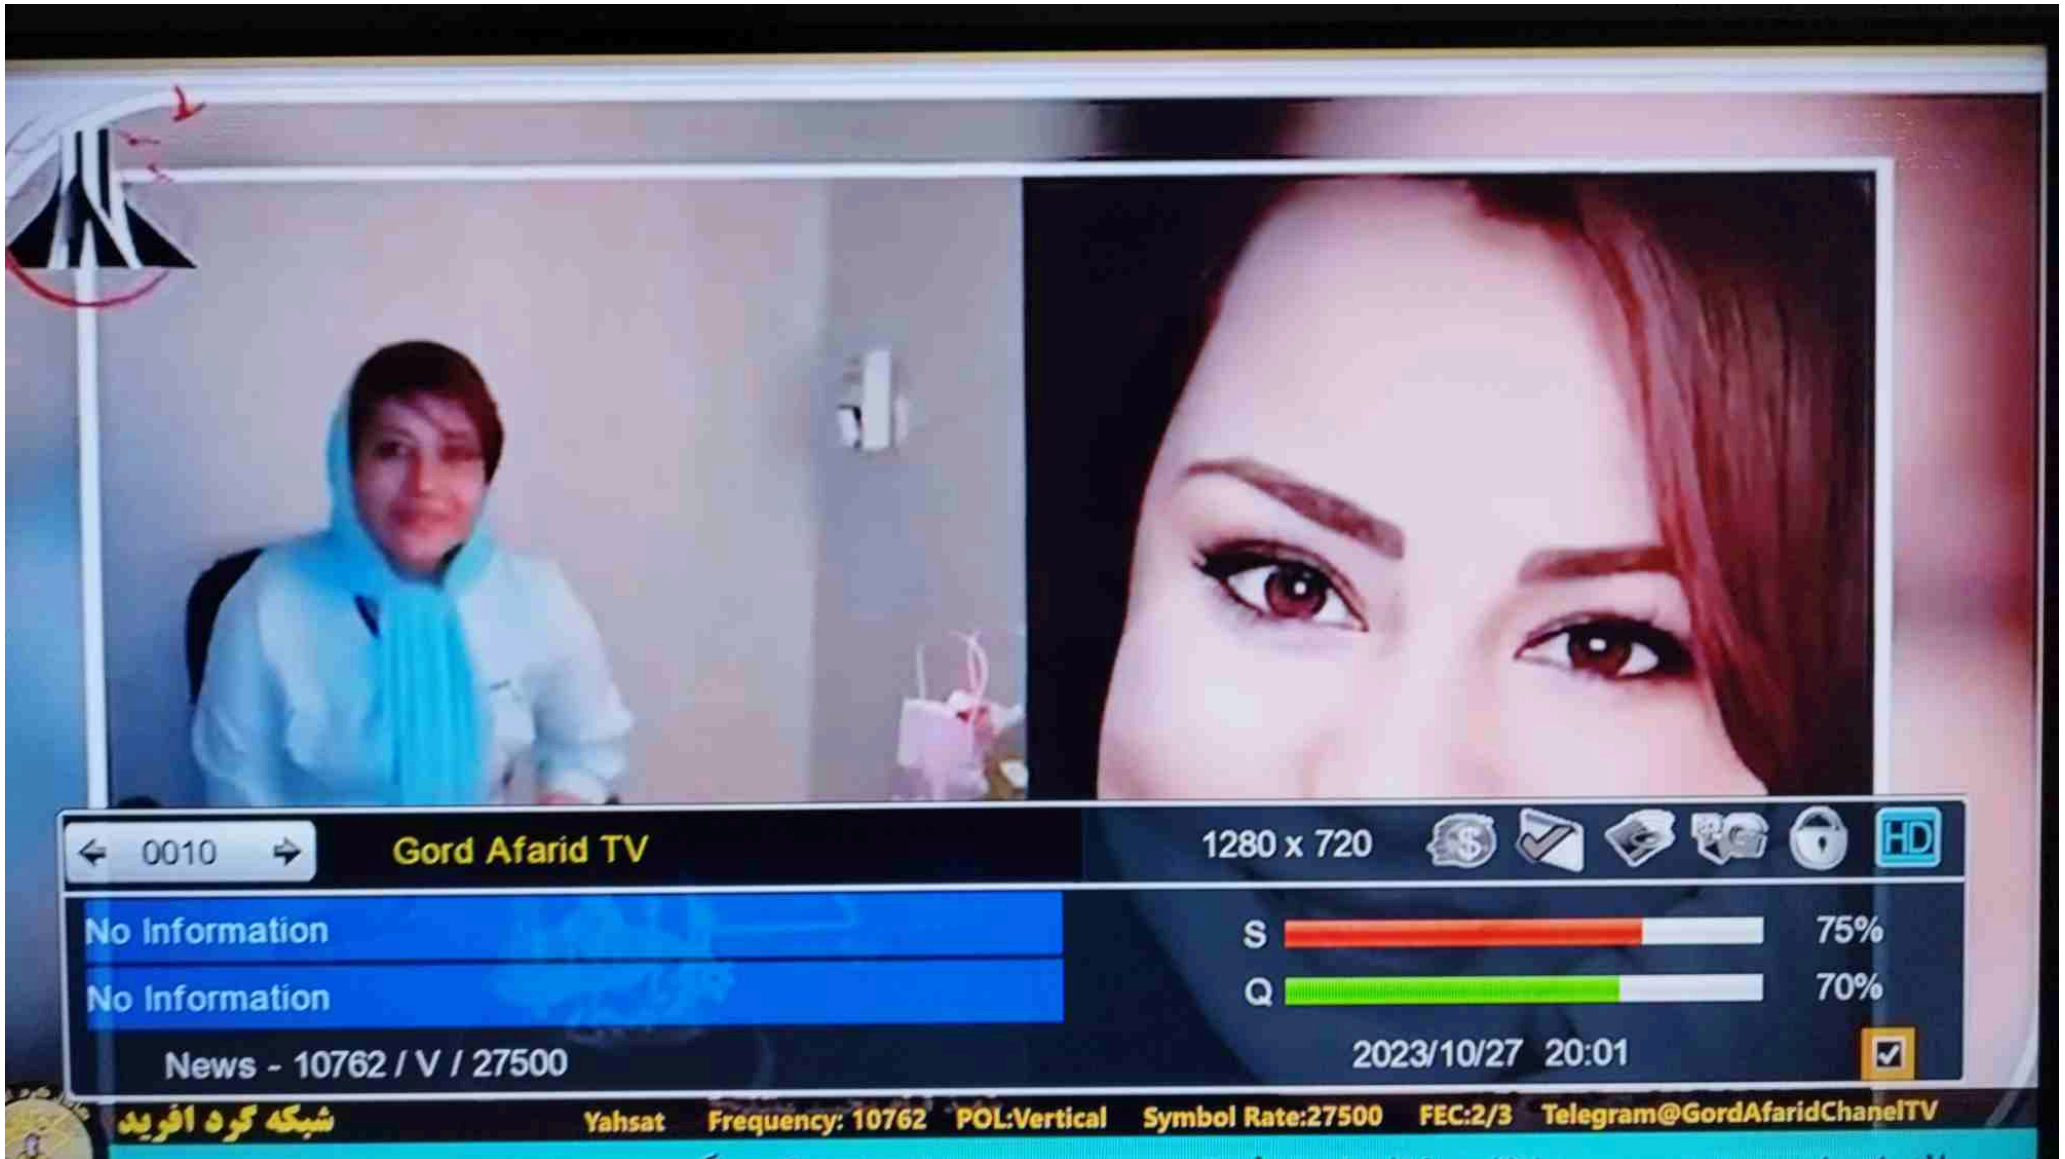 0010 Gord Afarid TV 1280 x 720 $ HD
No Information S 75%
No Information Q 70%
News - 10762 / V / 27500 2023/10/27 20:01
شبکه گرد افرید Yahsat Frequency: 10762 POL:Vertical Symbol Rate:27500 FEC:2/3 Telegram@GordAfaridChanelTV